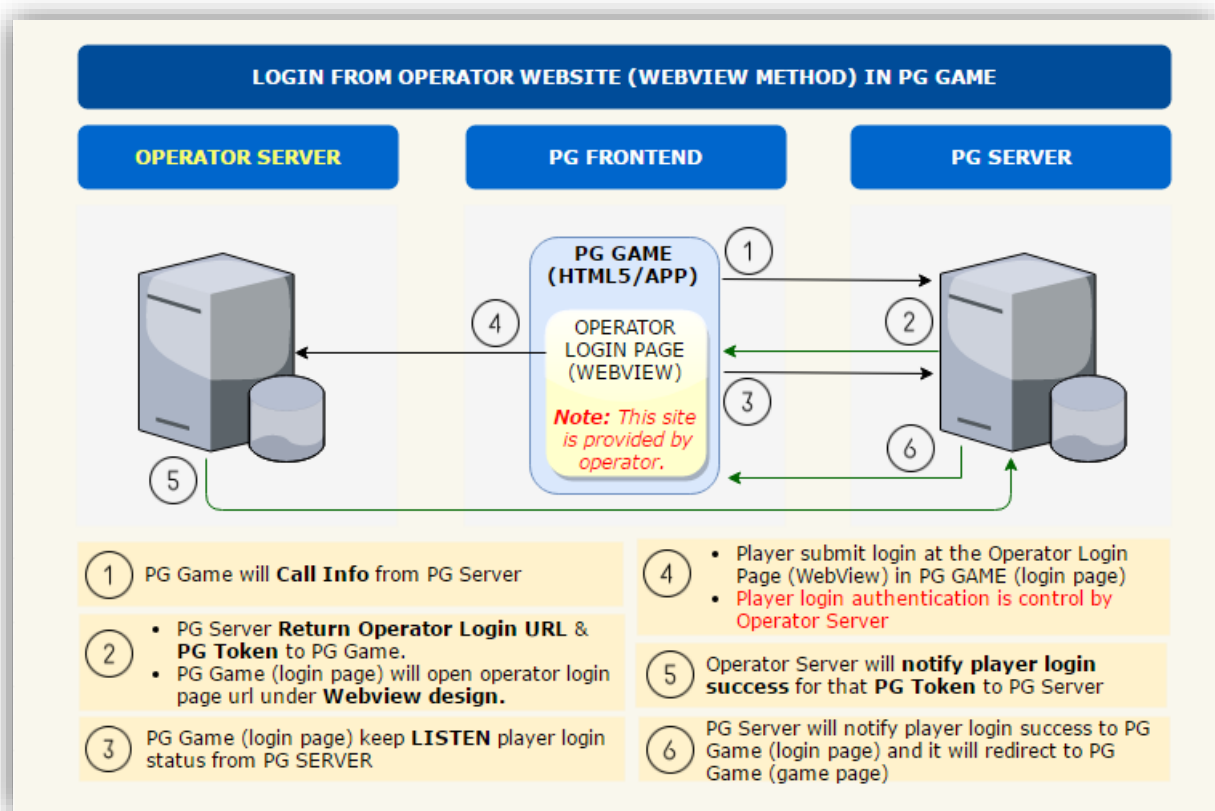 LOGIN FROM OPERATOR WEBSITE (WEBVIEW METHOD) IN PG GAME
OPERATOR SERVER
PG FRONTEND
PG SERVER
PG GAME
(HTML5/APP)
1
2
3
4
5
6
OPERATOR
LOGIN PAGE
(WEBVIEW)
Note: This site
is provided by
operator.
1
PG Game will Call Info from PG Server
2
• PG Server Return Operator Login URL &
PG Token to PG Game.
• PG Game (login page) will open operator login
page url under Webview design.
3
PG Game (login page) keep LISTEN player login
status from PG SERVER
4
• Player submit login at the Operator Login
Page (WebView) in PG GAME (login page)
• Player login authentication is control by
Operator Server
5
Operator Server will notify player login
success for that PG Token to PG Server
6
PG Server will notify player login success to PG
Game (login page) and it will redirect to PG
Game (game page)